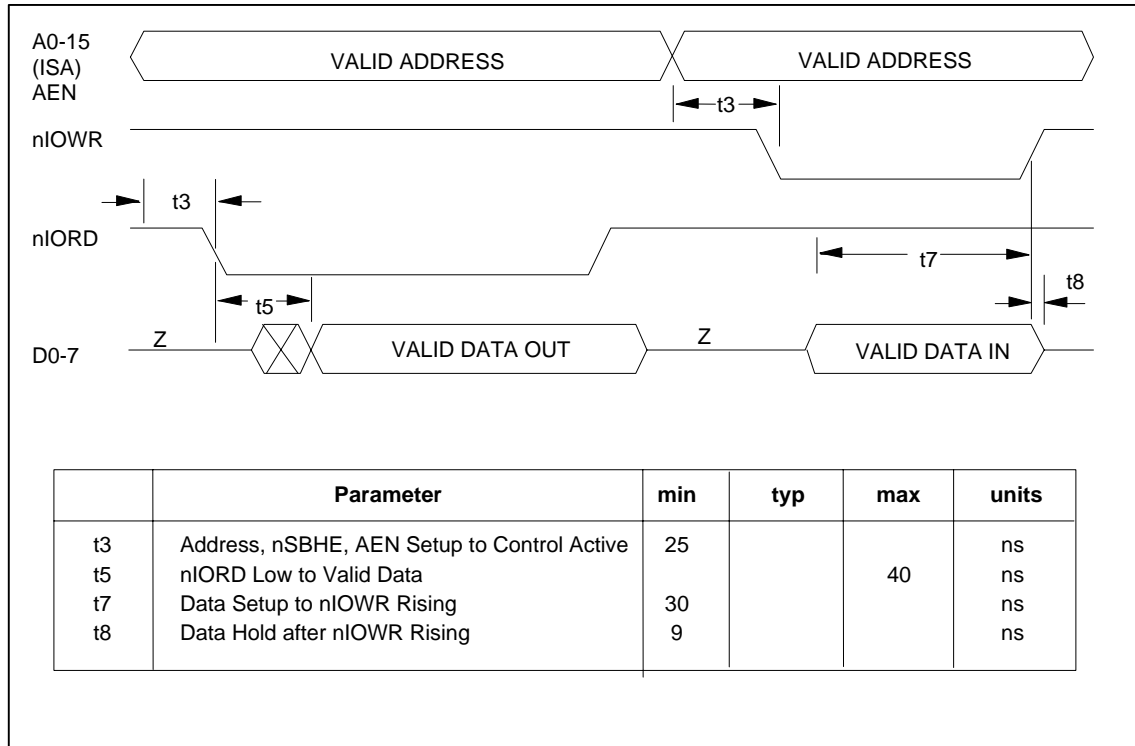 A0-15
(ISA)
AEN
VALID ADDRESS VALID ADDRESS
t3
nIOWR
t3
nIORD
t7
t8
t5
Z Z
D0-7 VALID DATA OUT VALID DATA IN
Parameter min typ max units
t3 Address, nSBHE, AEN Setup to Control Active 25 ns
t5 nIORD Low to Valid Data 40 ns
t7 Data Setup to nIOWR Rising 30 ns
t8 Data Hold after nIOWR Rising 9 ns